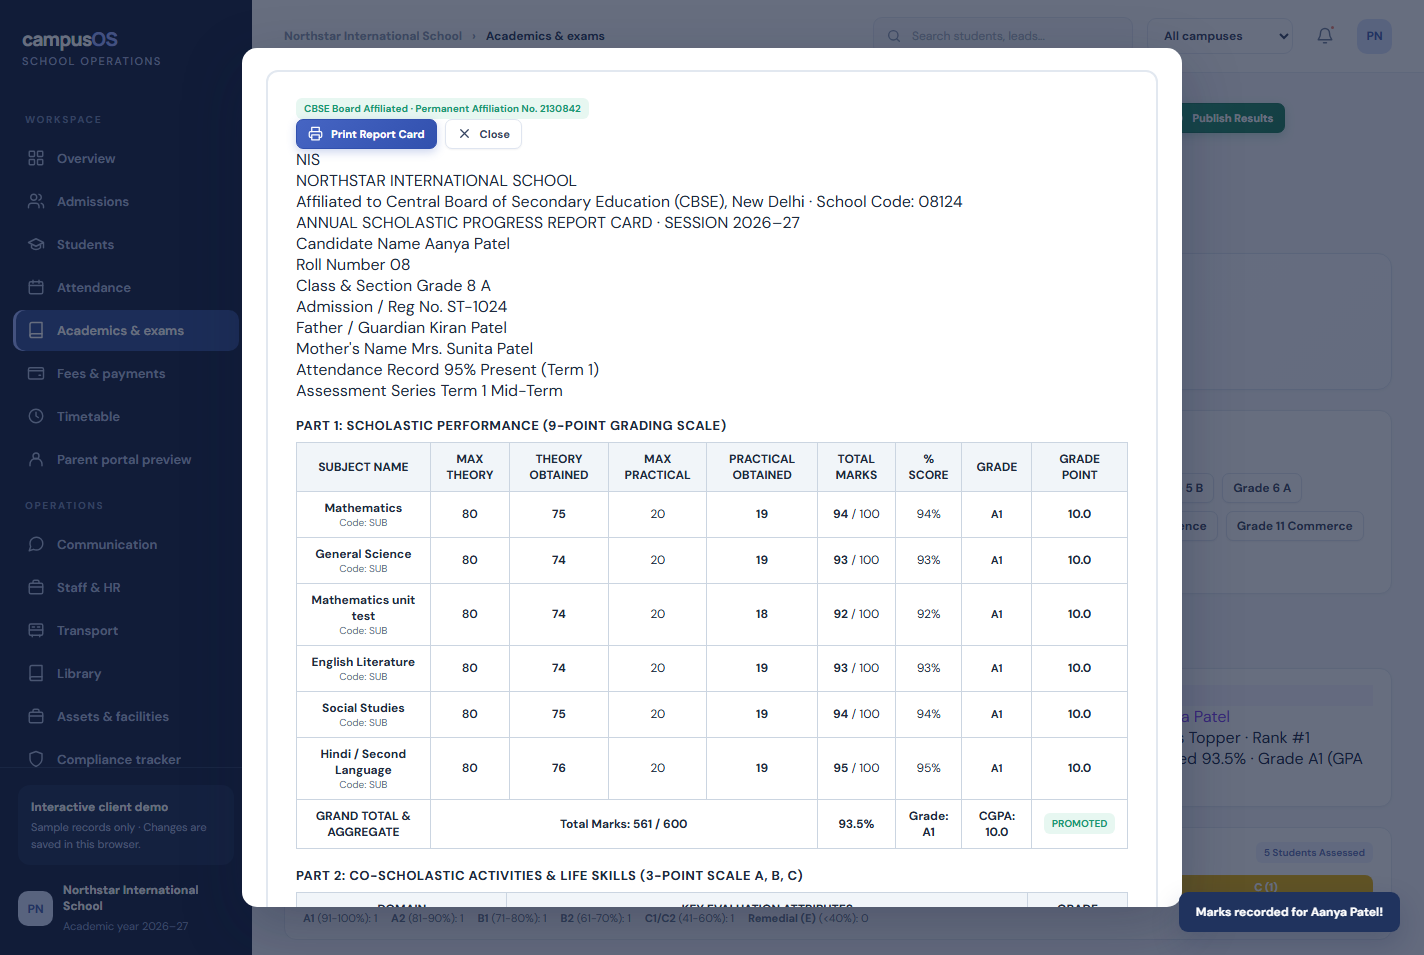 campusOS
SCHOOL OPERATIONS
WORKSPACE
Overview
Admissions
Students
Attendance
Academics & exams
Fees & payments
Timetable
Parent portal preview
OPERATIONS
Communication
Staff & HR
Transport
Library
Assets & facilities
Compliance tracker
Interactive client demo
Sample records only · Changes are
saved in this browser.
PN
Northstar International
School
Academic year 2026–27
Northstar International School › Academics & exams
Search students, leads...
All campuses
PN
Publish Results
CBSE Board Affiliated · Permanent Affiliation No. 2130842
Print Report Card
Close
NIS
NORTHSTAR INTERNATIONAL SCHOOL
Affiliated to Central Board of Secondary Education (CBSE), New Delhi · School Code: 08124
ANNUAL SCHOLASTIC PROGRESS REPORT CARD · SESSION 2026–27
Candidate Name Aanya Patel
Roll Number 08
Class & Section Grade 8 A
Admission / Reg No. ST-1024
Father / Guardian Kiran Patel
Mother's Name Mrs. Sunita Patel
Attendance Record 95% Present (Term 1)
Assessment Series Term 1 Mid-Term
PART 1: SCHOLASTIC PERFORMANCE (9-POINT GRADING SCALE)
SUBJECT NAME MAX THEORY THEORY OBTAINED MAX PRACTICAL PRACTICAL OBTAINED TOTAL MARKS % SCORE GRADE GRADE POINT
Mathematics 80 75 20 19 94 / 100 94% A1 10.0
Code: SUB
General Science 80 74 20 19 93 / 100 93% A1 10.0
Code: SUB
Mathematics unit test 80 74 20 18 92 / 100 92% A1 10.0
Code: SUB
English Literature 80 74 20 19 93 / 100 93% A1 10.0
Code: SUB
Social Studies 80 75 20 19 94 / 100 94% A1 10.0
Code: SUB
Hindi / Second Language 80 76 20 19 95 / 100 95% A1 10.0
Code: SUB
GRAND TOTAL & AGGREGATE Total Marks: 561 / 600 93.5% Grade: A1 CGPA: 10.0 PROMOTED
PART 2: CO-SCHOLASTIC ACTIVITIES & LIFE SKILLS (3-POINT SCALE A, B, C)
DOMAIN KEY EVALUATION ATTRIBUTES GRADE
5 B
Grade 6 A
Grade 11 Commerce
a Patel
Topper · Rank #1
93.5% · Grade A1 (GPA
5 Students Assessed
C (1)
A1 (91-100%): 1 A2 (81-90%): 1 B1 (71-80%): 1 B2 (61-70%): 1 C1/C2 (41-60%): 1 Remedial (E) (<40%): 0
Marks recorded for Aanya Patel!